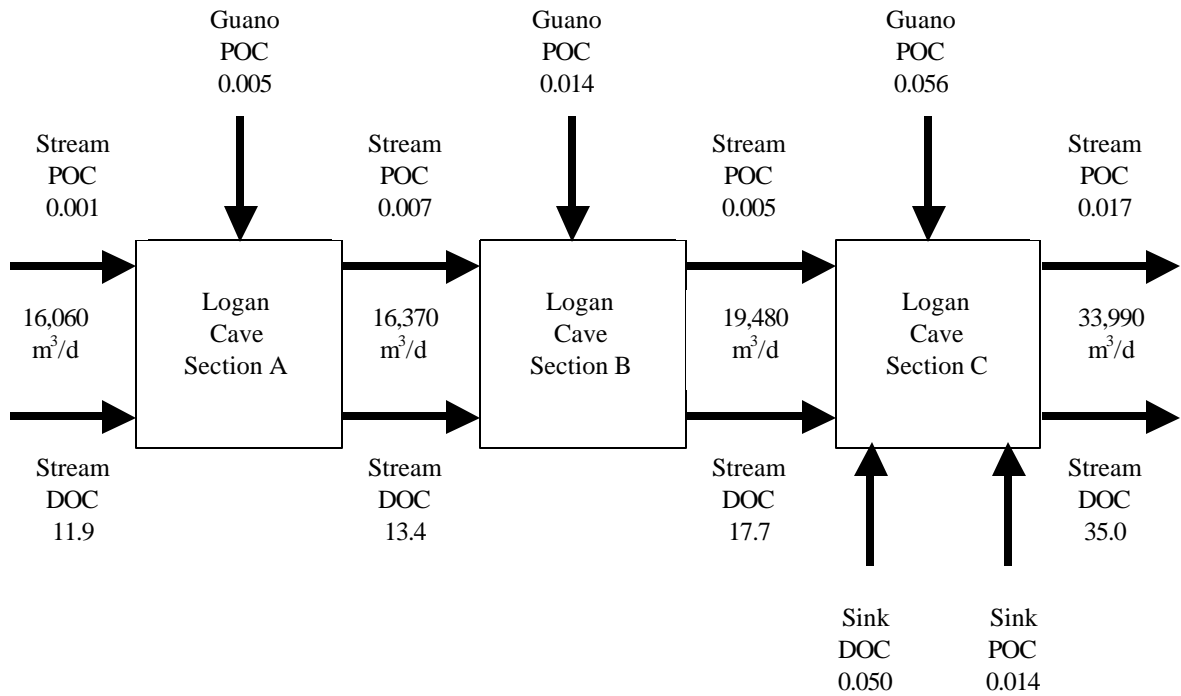 Guano
POC
0.005
Guano
POC
0.014
Guano
POC
0.056
Stream
POC
0.001
Stream
POC
0.007
Stream
POC
0.005
Stream
POC
0.017
16,060
m³/d
Logan
Cave
Section A
16,370
m³/d
Logan
Cave
Section B
19,480
m³/d
Logan
Cave
Section C
33,990
m³/d
Stream
DOC
11.9
Stream
DOC
13.4
Stream
DOC
17.7
Stream
DOC
35.0
Sink
DOC
0.050
Sink
POC
0.014